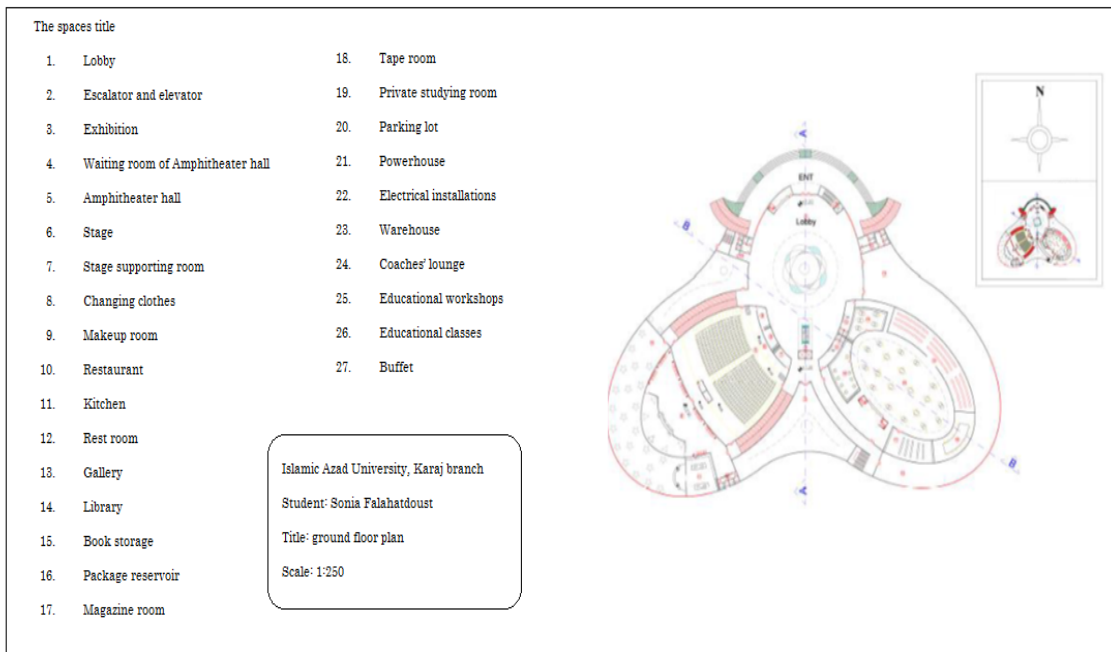 The spaces title
1. Lobby
2. Escalator and elevator
3. Exhibition
4. Waiting room of Amphitheater hall
5. Amphitheater hall
6. Stage
7. Stage supporting room
8. Changing clothes
9. Makeup room
10. Restaurant
11. Kitchen
12. Rest room
13. Gallery
14. Library
15. Book storage
16. Package reservoir
17. Magazine room
18. Tape room
19. Private studying room
20. Parking lot
21. Powerhouse
22. Electrical installations
23. Warehouse
24. Coaches' lounge
25. Educational workshops
26. Educational classes
27. Buffet
Islamic Azad University, Karaj branch
Student: Sonia Falahatdoust
Title: ground floor plan
Scale: 1:250
A
ENT
Lobby
B
B
A
N